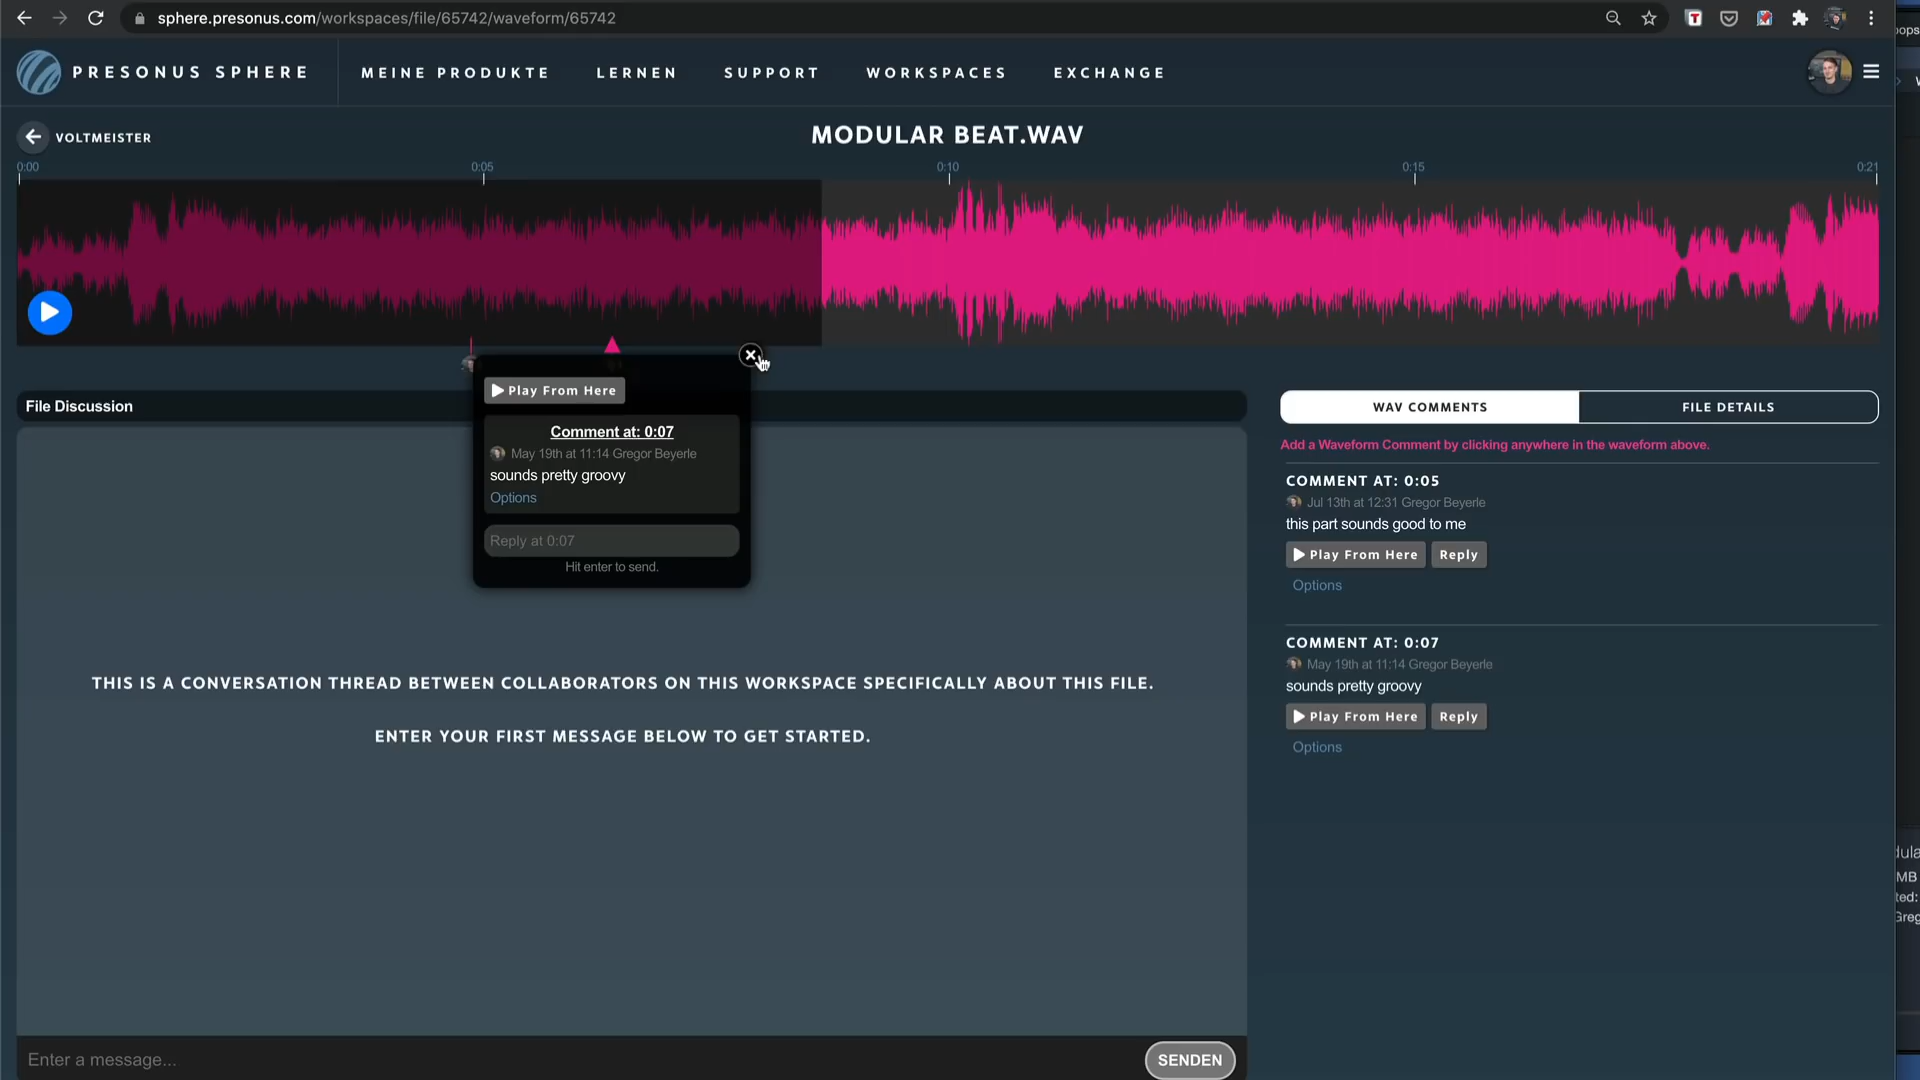 sphere.presonus.com/workspaces/file/65742/waveform/65742
PRESONUS SPHERE
MEINE PRODUKTE
LERNEN
SUPPORT
WORKSPACES
EXCHANGE
VOLTMEISTER
MODULAR BEAT.WAV
0:00
0:05
0:10
0:15
0:21
Play From Here
Comment at: 0:07
May 19th at 11:14 Gregor Beyerle
sounds pretty groovy
Options
Reply at 0:07
Hit enter to send.
File Discussion
THIS IS A CONVERSATION THREAD BETWEEN COLLABORATORS ON THIS WORKSPACE SPECIFICALLY ABOUT THIS FILE.
ENTER YOUR FIRST MESSAGE BELOW TO GET STARTED.
Enter a message...
SENDEN
WAV COMMENTS
FILE DETAILS
Add a Waveform Comment by clicking anywhere in the waveform above.
COMMENT AT: 0:05
Jul 13th at 12:31 Gregor Beyerle
this part sounds good to me
Play From Here
Reply
Options
COMMENT AT: 0:07
May 19th at 11:14 Gregor Beyerle
sounds pretty groovy
Play From Here
Reply
Options
MB